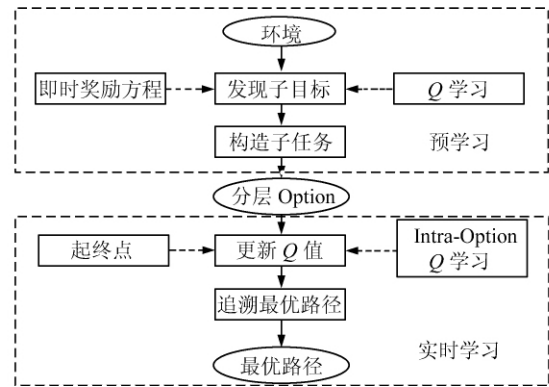 环境
即时奖励方程
发现子目标
Q 学习
构造子任务
预学习
分层 Option
起终点
更新 Q 值
Intra-Option
Q 学习
追溯最优路径
实时学习
最优路径